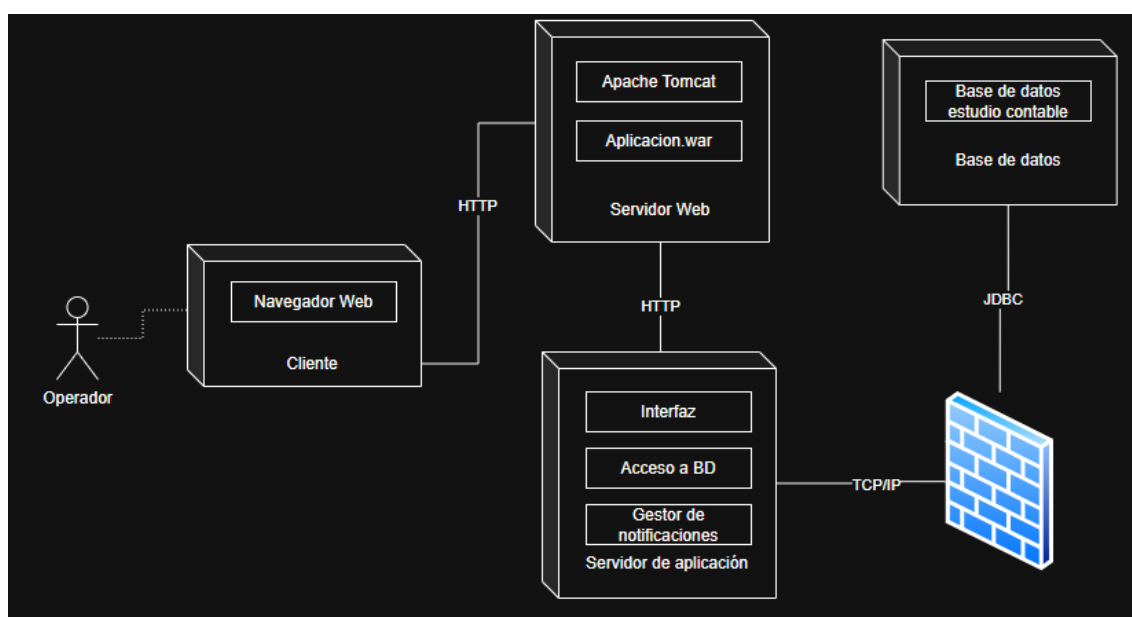 Operador
Navegador Web
Cliente
HTTP
Apache Tomcat
Aplicacion.war
Servidor Web
HTTP
Interfaz
Acceso a BD
Gestor de
notificaciones
Servidor de aplicación
TCP/IP
JDBC
Base de datos
estudio contable
Base de datos